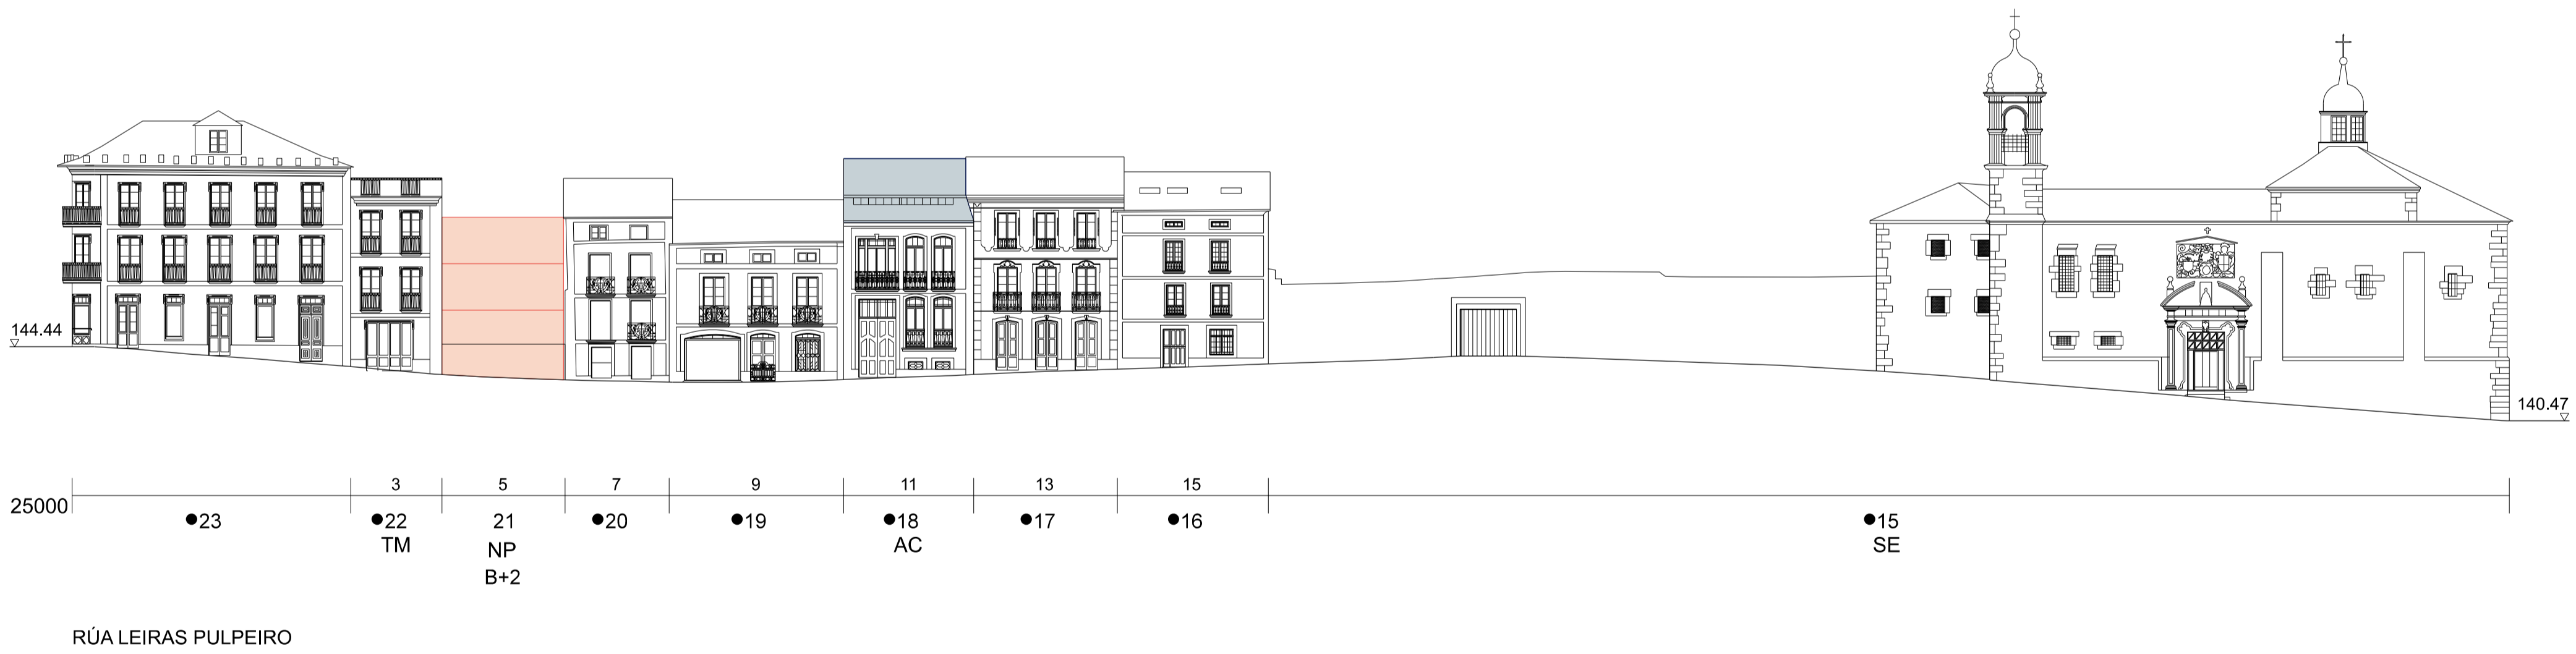 144.44
140.47
3 5 7 9 11 13 15
25000
●23 ●22 21 ●20 ●19 ●18 ●17 ●16 ●15
TM NP AC SE
B+2
RÚA LEIRAS PULPEIRO